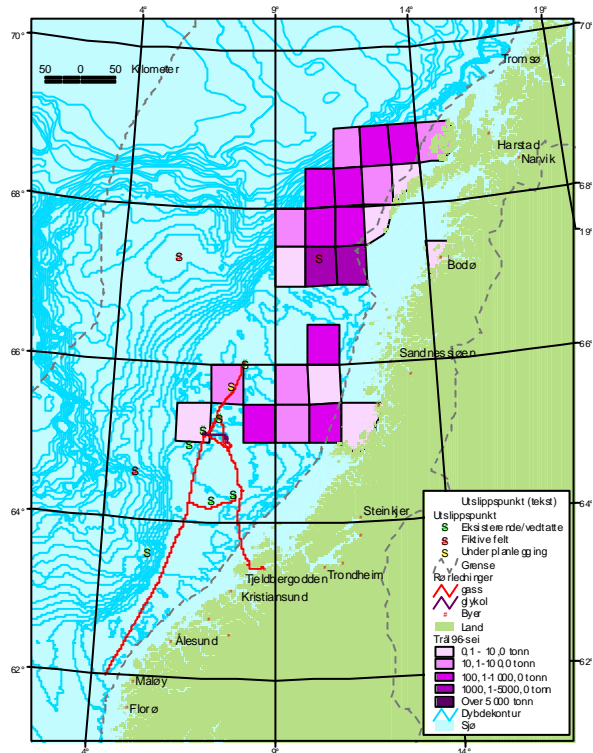 4° 9° 14° 19°
70° 70°
50 0 50 Kilometer
Tromsø
Harstad
Narvik
68° 68°
19°
S
S
Bodø
66°
Sandnessjøen
S
S
S
S
S
S
64°
S
S
Steinkjer
S
Tjeldbergodden
Trondheim
Kristiansund
Ålesund
62° 62°
Måløy
Florø
4° 9° 14°
Utslippspunkt (tekst)
Utslippspunkt
S Eksisterende/vedtatte
S Fiktive felt
S Under planlegging
Grense
Rørledninger
gass
glykol
Byer
Land
Trål96-sei
0,1 - 10,0 tonn
10,1-100,0 tonn
100,1-1000,0 tonn
1000,1-5000,0 tonn
Over 5000 tonn
Dybdekontur
Sjø